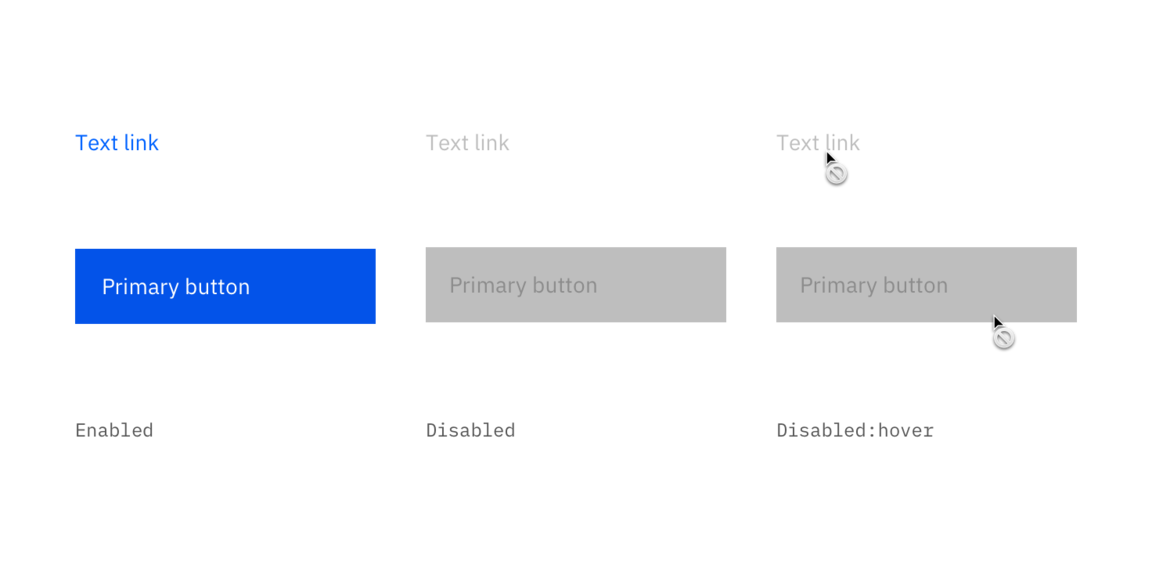 Text link Text link Text link
Primary button Primary button Primary button
Enabled Disabled Disabled:hover